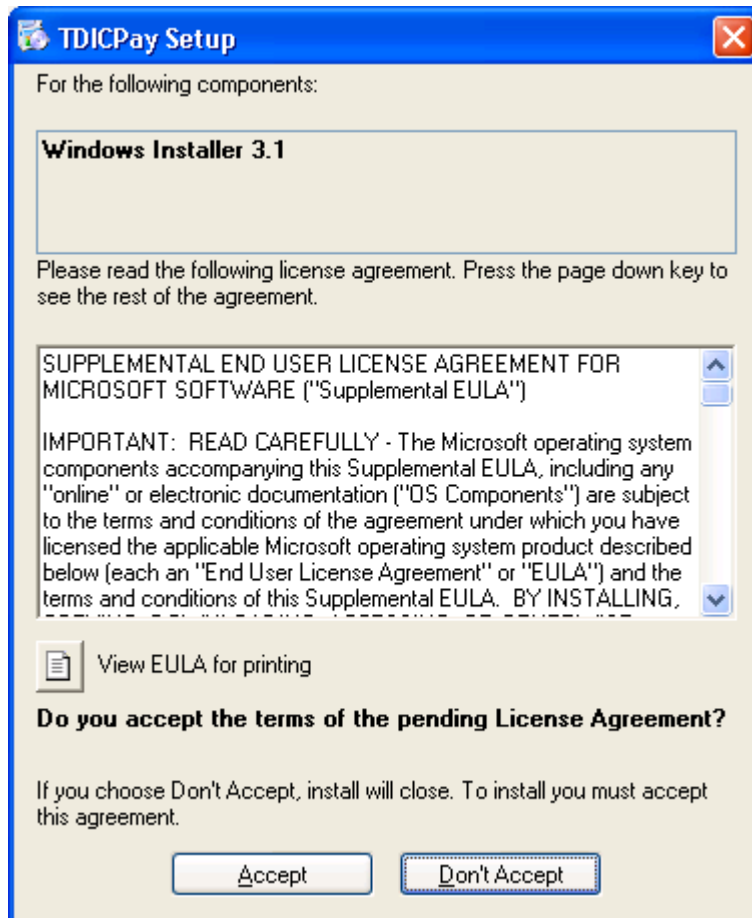 TDICPay Setup
For the following components:
Windows Installer 3.1
Please read the following license agreement. Press the page down key to
see the rest of the agreement.
SUPPLEMENTAL END USER LICENSE AGREEMENT FOR
MICROSOFT SOFTWARE ("Supplemental EULA")
IMPORTANT:  READ CAREFULLY - The Microsoft operating system
components accompanying this Supplemental EULA, including any
"online" or electronic documentation ("OS Components") are subject
to the terms and conditions of the agreement under which you have
licensed the applicable Microsoft operating system product described
below (each an "End User License Agreement" or "EULA") and the
terms and conditions of this Supplemental EULA.  BY INSTALLING,
View EULA for printing
Do you accept the terms of the pending License Agreement?
If you choose Don't Accept, install will close. To install you must accept
this agreement.
Accept
Don't Accept